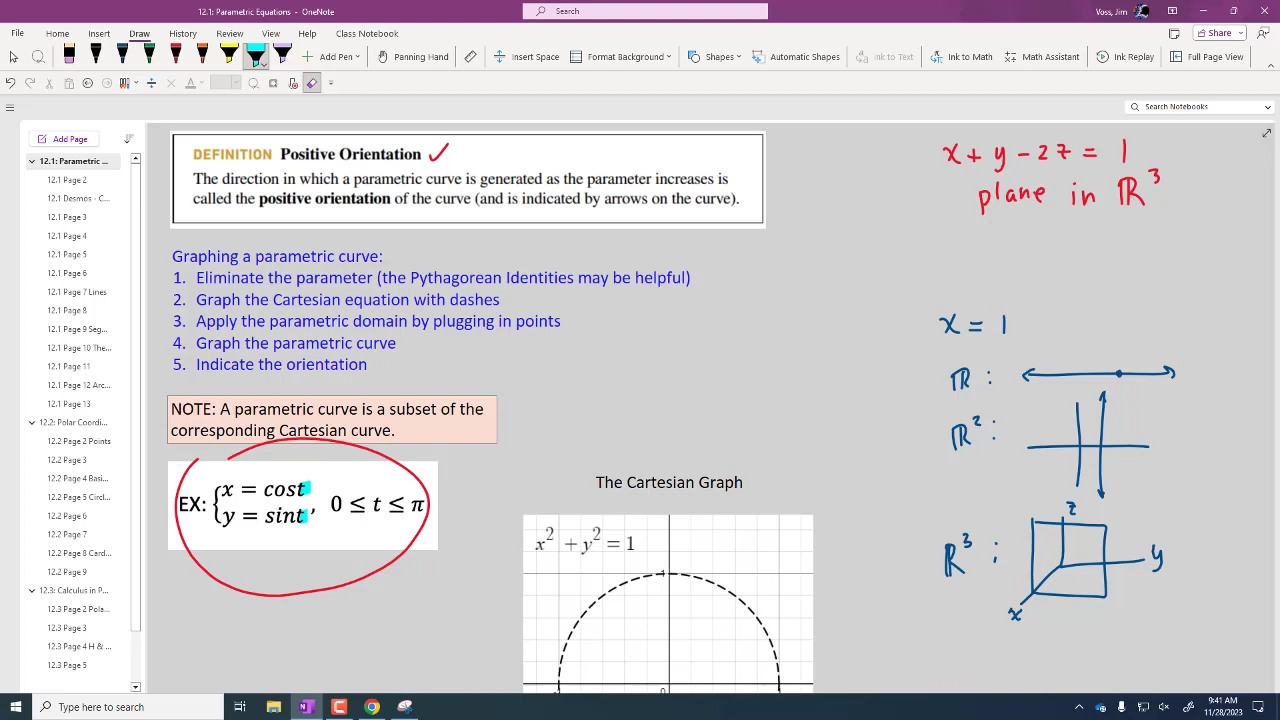 12.1: Parametric Equations - OneNote
Search
Voss, Jim
File Home Insert Draw History Review View Help Class Notebook
Share
Add Pen
Panning Hand
Insert Space
Format Background
Shapes
Automatic Shapes
Ink to Text
Ink to Math
Math Assistant
Ink Replay
Full Page View
Search Notebooks
Add Page
12.1: Parametric ...
12.1 Page 2
12.1 Desmos - C...
12.1 Page 3
12.1 Page 4
12.1 Page 5
12.1 Page 6
12.1 Page 7 Lines
12.1 Page 8
12.1 Page 9 Seg...
12.1 Page 10 The...
12.1 Page 11
12.1 Page 12 Arc...
12.1 Page 13
12.2: Polar Coordi...
12.2 Page 2 Points
12.2 Page 3
12.2 Page 4 Basi...
12.2 Page 5 Circl...
12.2 Page 6
12.2 Page 7
12.2 Page 8 Card...
12.2 Page 9
12.3: Calculus in P...
12.3 Page 2 Pola...
12.3 Page 3
12.3 Page 4 H & ...
12.3 Page 5
DEFINITION Positive Orientation ✓
The direction in which a parametric curve is generated as the parameter increases is
called the positive orientation of the curve (and is indicated by arrows on the curve).
Graphing a parametric curve:
1. Eliminate the parameter (the Pythagorean Identities may be helpful)
2. Graph the Cartesian equation with dashes
3. Apply the parametric domain by plugging in points
4. Graph the parametric curve
5. Indicate the orientation
NOTE: A parametric curve is a subset of the
corresponding Cartesian curve.
EX: { x = cost
y = sint , 0 ≤ t ≤ π
The Cartesian Graph
x² + y² = 1
1
0
x + y - 2z = 1
plane in ℝ³
x = 1
ℝ :
ℝ² :
ℝ³ :
z
y
x
Type here to search
9:41 AM
11/28/2023